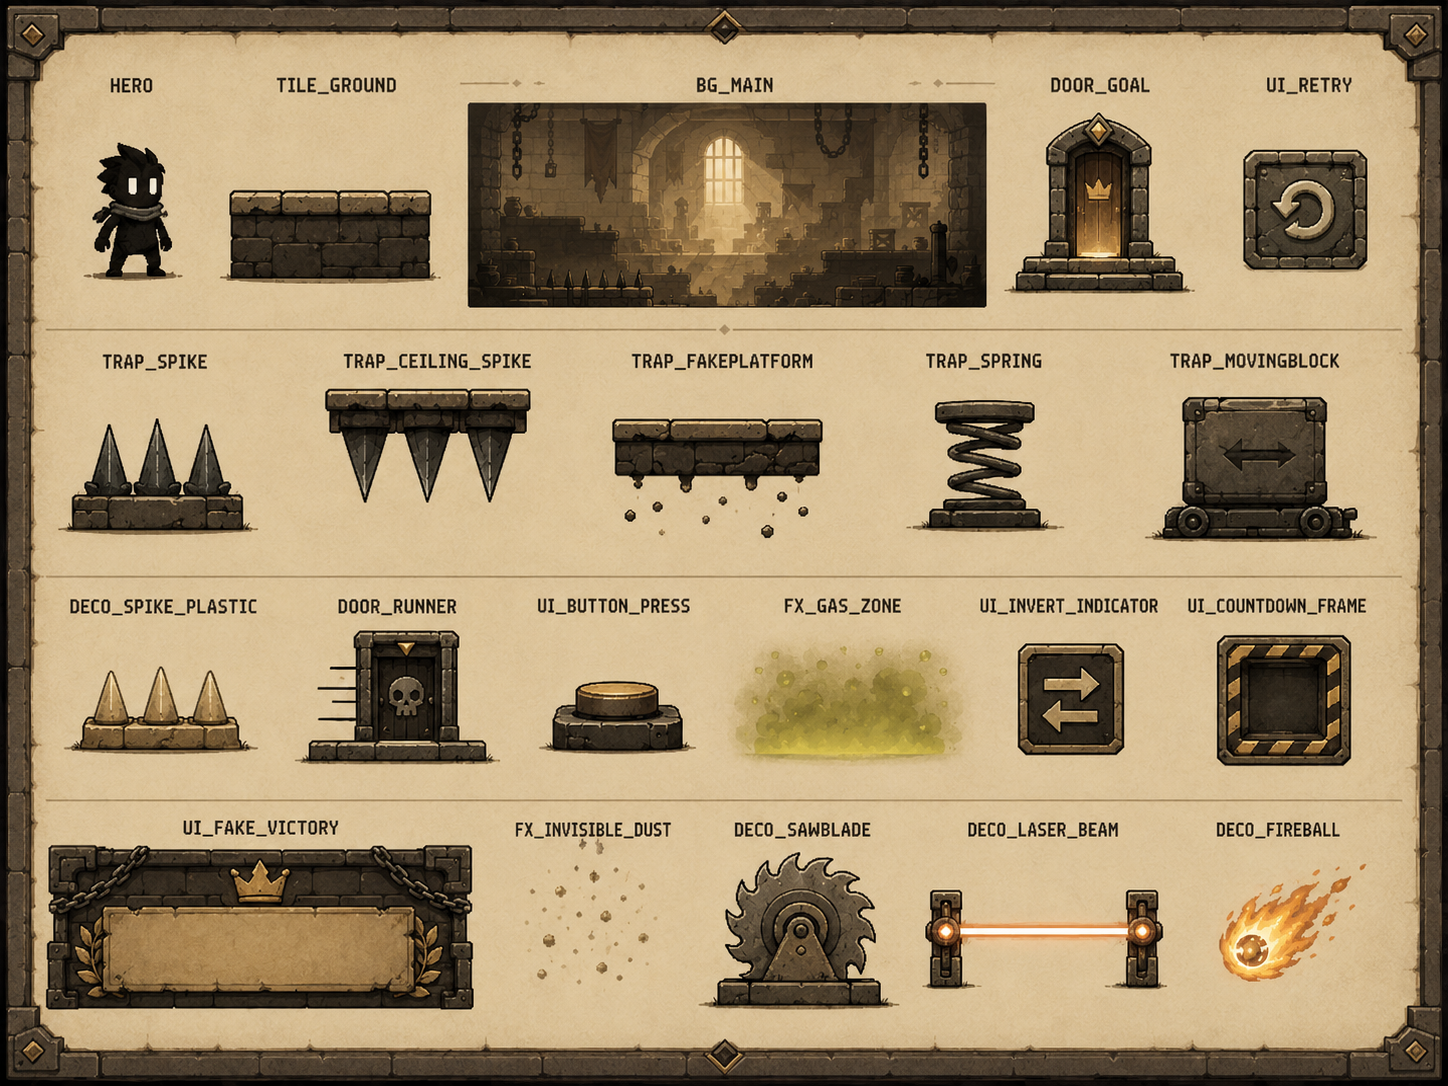 HERO
TILE_GROUND
BG_MAIN
DOOR_GOAL
UI_RETRY
TRAP_SPIKE
TRAP_CEILING_SPIKE
TRAP_FAKEPLATFORM
TRAP_SPRING
TRAP_MOVINGBLOCK
DECO_SPIKE_PLASTIC
DOOR_RUNNER
UI_BUTTON_PRESS
FX_GAS_ZONE
UI_INVERT_INDICATOR
UI_COUNTDOWN_FRAME
UI_FAKE_VICTORY
FX_INVISIBLE_DUST
DECO_SAWBLADE
DECO_LASER_BEAM
DECO_FIREBALL